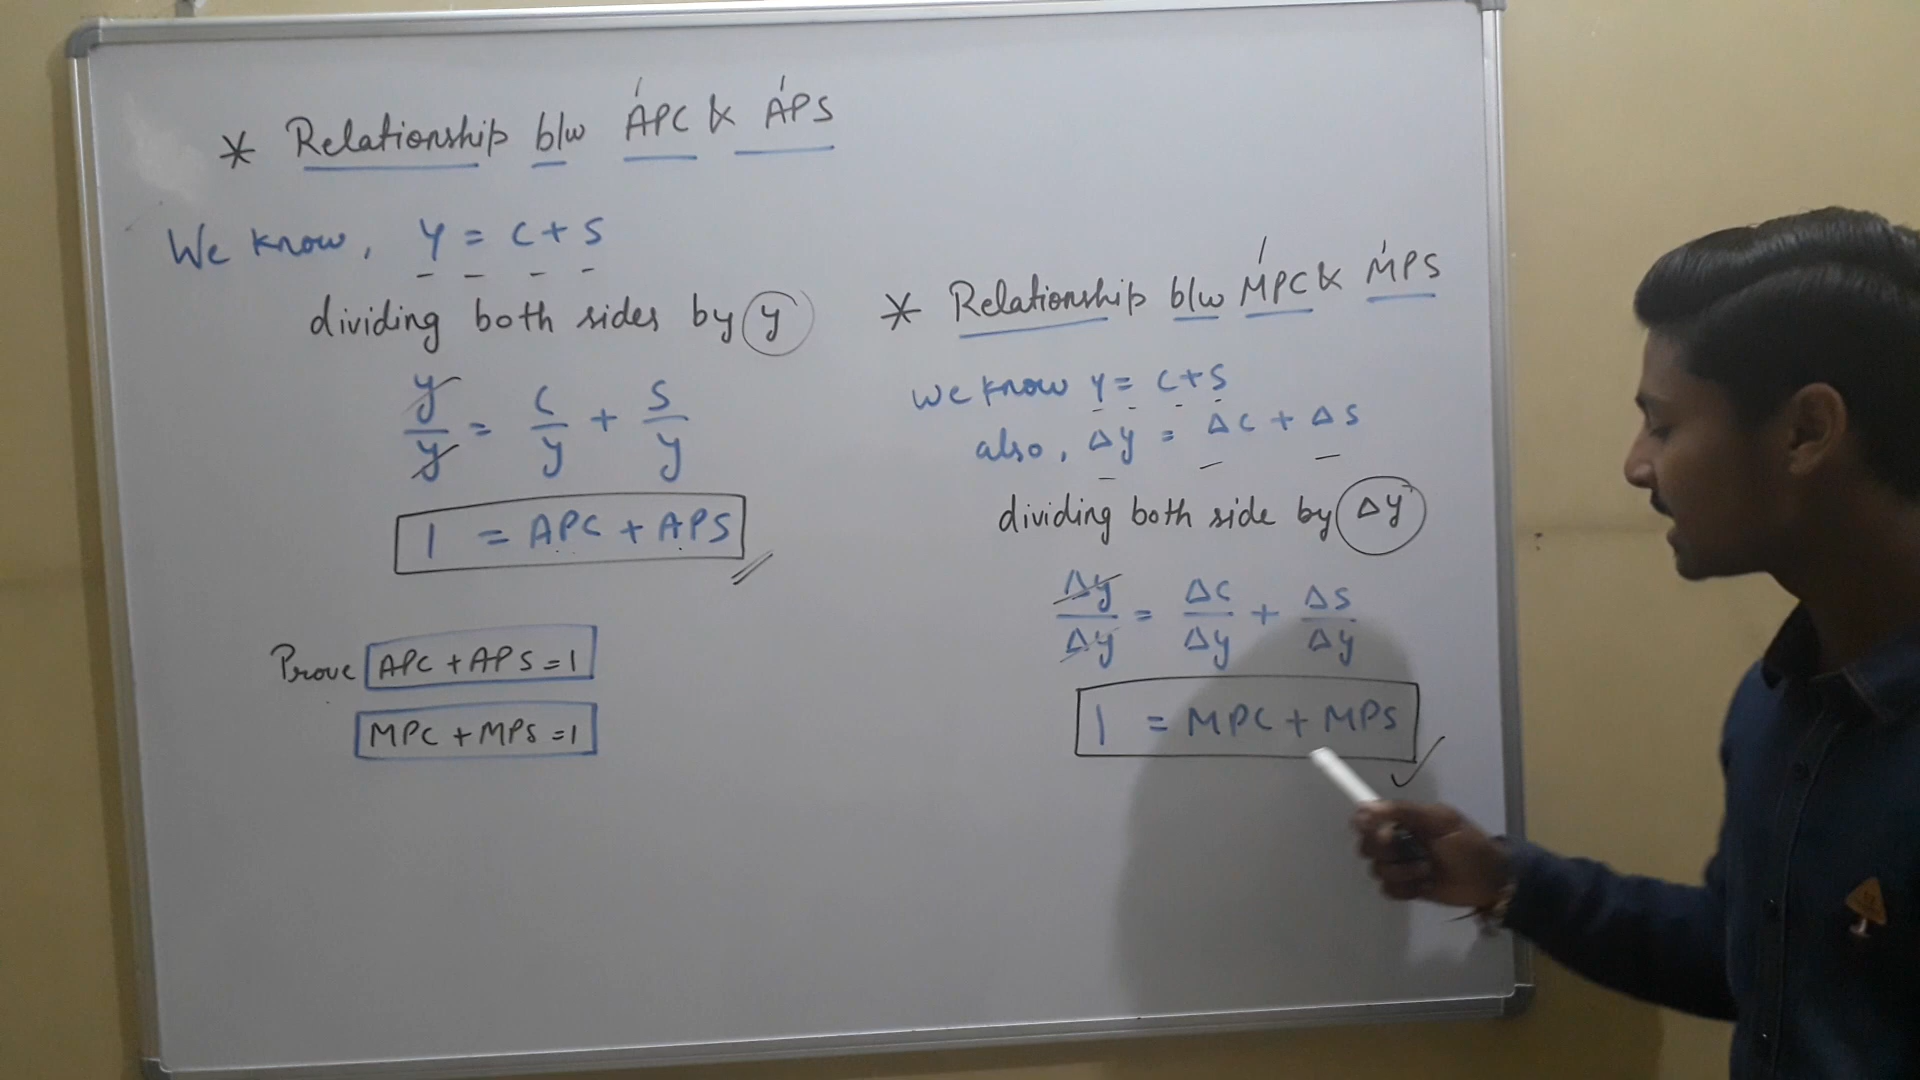 * Relationship b/w APC & APS
We know, Y = C + S
dividing both sides by y
y/y = C/y + S/y
1 = APC + APS
Prove APC + APS = 1
MPC + MPS = 1
* Relationship b/w MPC & MPS
we know Y = C + S
also, Δy = ΔC + ΔS
dividing both side by Δy
Δy/Δy = ΔC/Δy + ΔS/Δy
1 = MPC + MPS